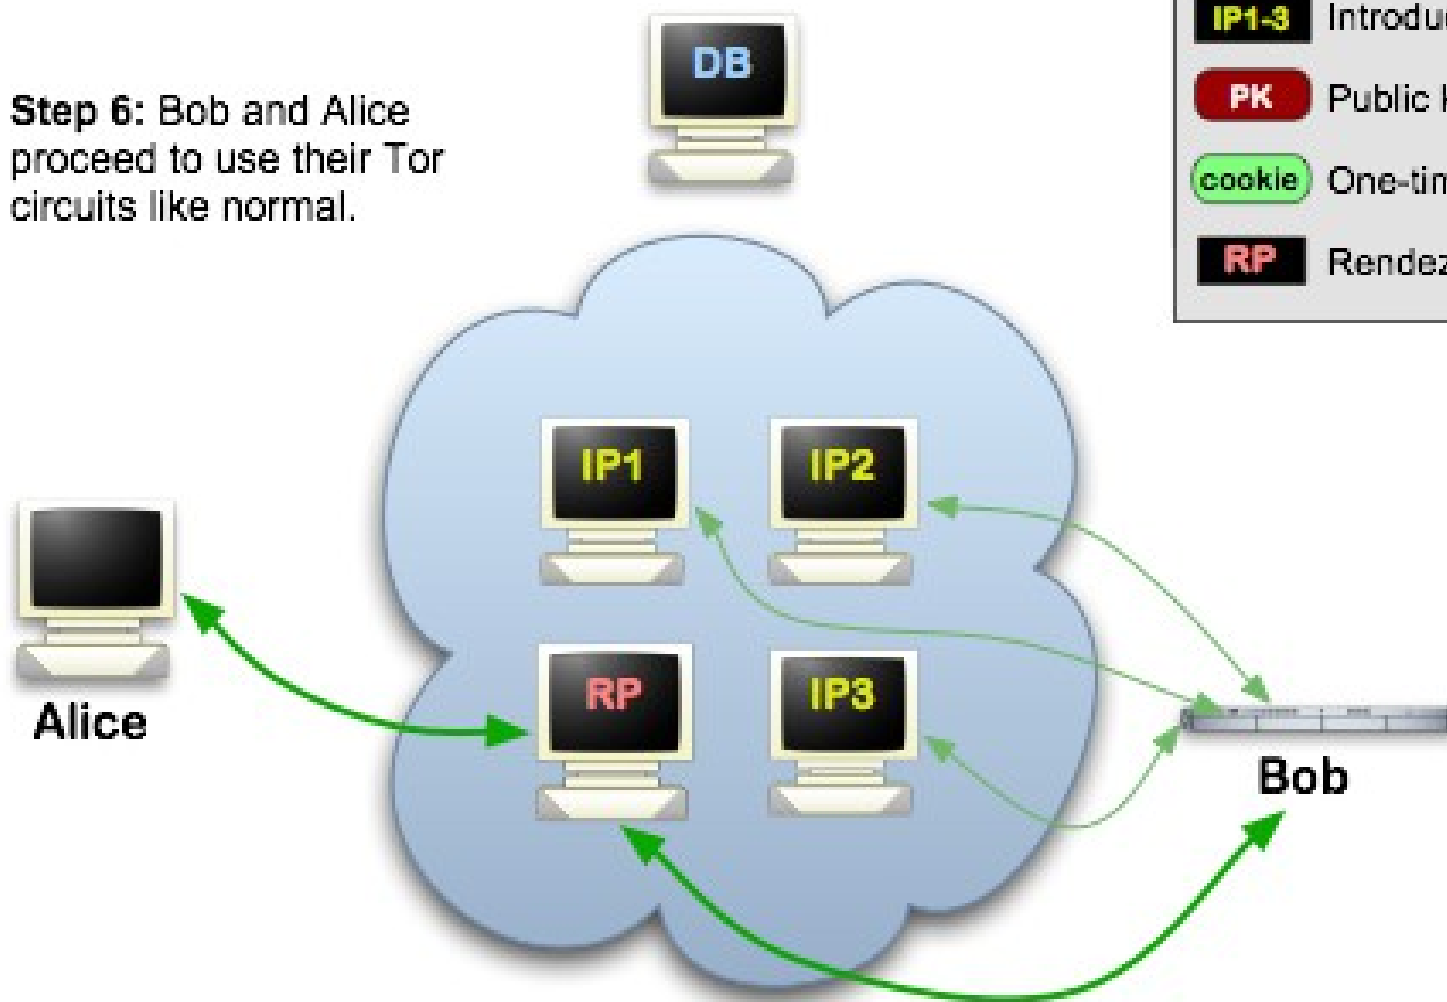 Step 6: Bob and Alice
proceed to use their Tor
circuits like normal.
DB
IP1-3
PK Public
cookie
RP
IP1
IP2
RP
IP3
Alice
Bob